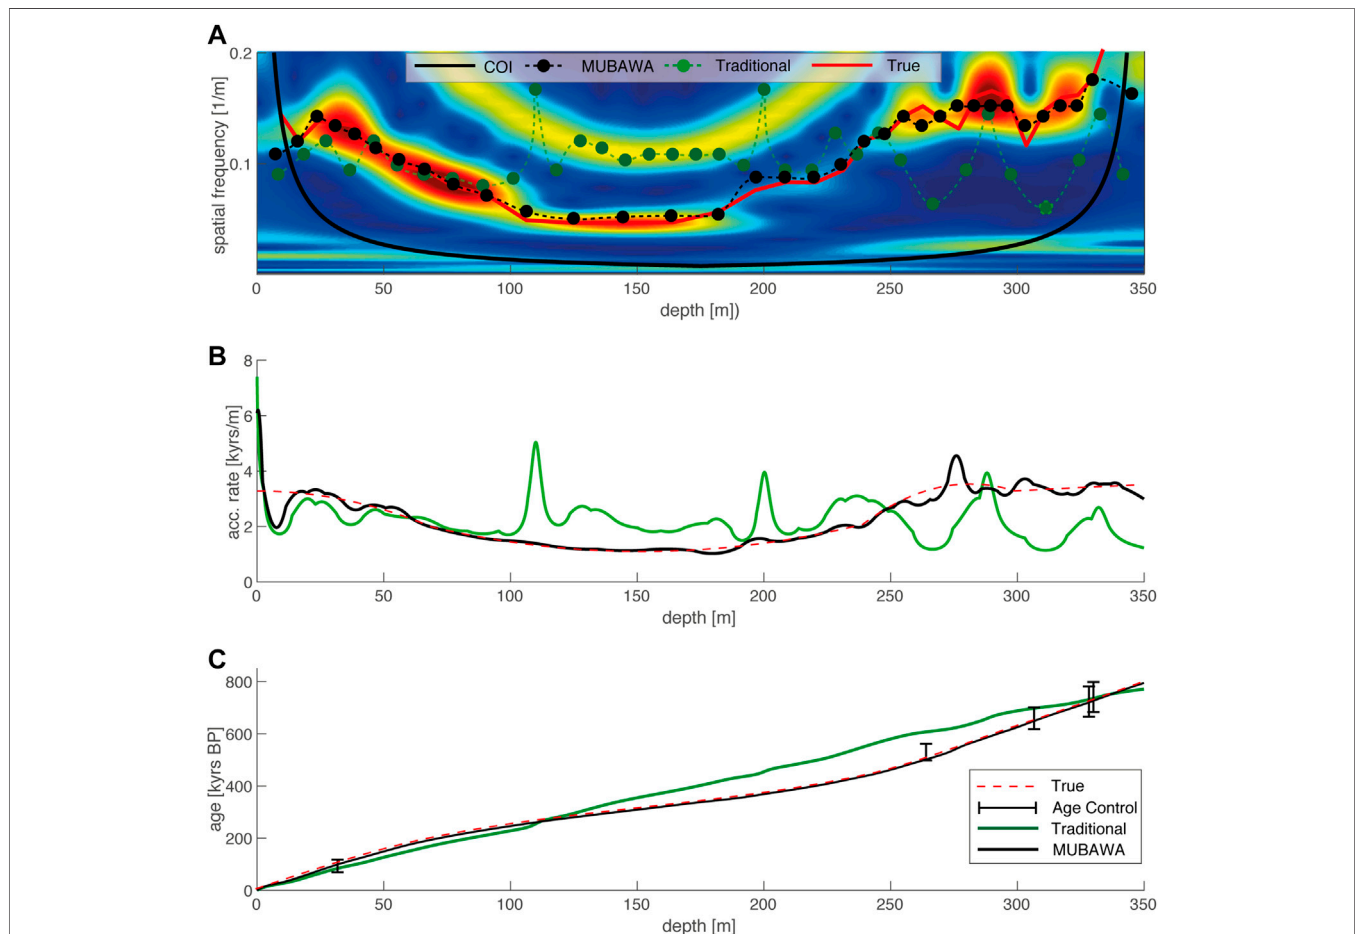 A
0.2
COI MUBAWA Traditional True
0.1
spatial frequency [1/m]
0 50 100 150 200 250 300 350
depth [m])
B
8
6
4
2
0
acc. rate [kyrs/m]
0 50 100 150 200 250 300 350
depth [m]
C
800
600
400
200
0
age [kyrs BP]
True
Age Control
Traditional
MUBAWA
0 50 100 150 200 250 300 350
depth [m]